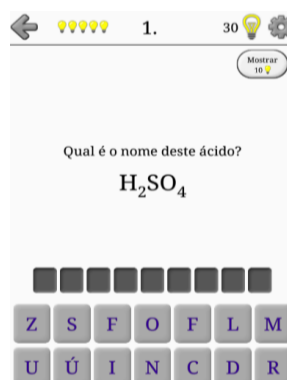 1.
30
Mostrar
10
Qual é o nome deste ácido?
H₂SO₄
Z S F O F L M
U Ú I N C D R